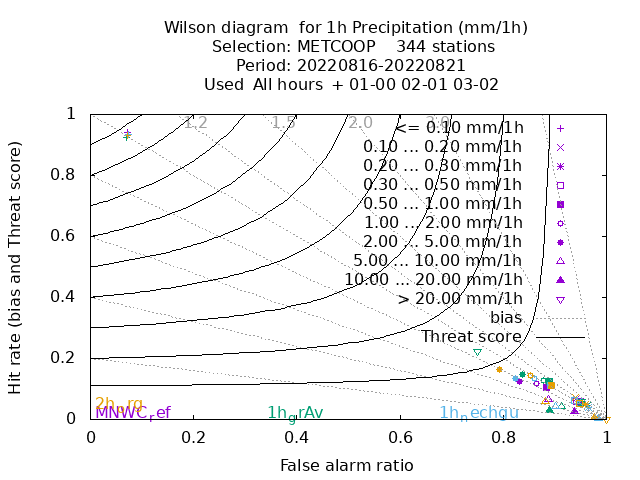 Wilson diagram for 1h Precipitation (mm/1h)
Selection: METCOOP 344 stations
Period: 20220816-20220821
Used All hours + 01-00 02-01 03-02
1.2 1.5 2.0 3.0
<= 0.10 mm/1h
0.10 ... 0.20 mm/1h
0.20 ... 0.30 mm/1h
0.30 ... 0.50 mm/1h
0.50 ... 1.00 mm/1h
1.00 ... 2.00 mm/1h
2.00 ... 5.00 mm/1h
5.00 ... 10.00 mm/1h
10.00 ... 20.00 mm/1h
> 20.00 mm/1h
bias
Threat score
1
0.8
0.6
0.4
0.2
0
Hit rate (bias and Threat score)
MNWCref 1hgrAv
0 0.2 0.4 0.6 0.8 1
False alarm ratio